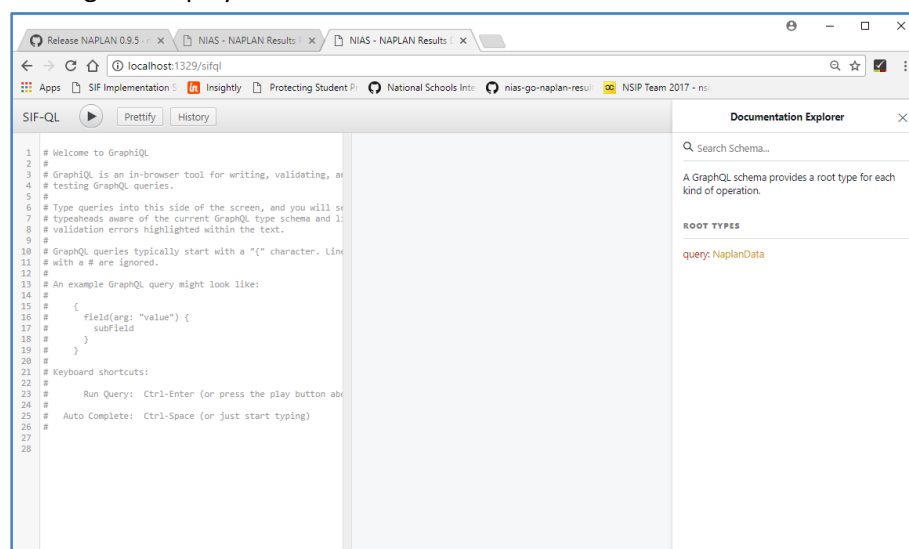 Release NAPLAN 0.9.5 - n
NIAS - NAPLAN Results
NIAS - NAPLAN Results
localhost:1329/sifql
Apps SIF Implementation S Insightly Protecting Student P National Schools Inte nias-go-naplan-resul NSIP Team 2017 - nsi
SIF-QL Prettify History
Documentation Explorer
Search Schema...
A GraphQL schema provides a root type for each
kind of operation.
ROOT TYPES
query: NaplanData
1 # Welcome to GraphiQL
2 #
3 # GraphiQL is an in-browser tool for writing, validating, an
4 # testing GraphQL queries.
5 #
6 # Type queries into this side of the screen, and you will se
7 # typeaheads aware of the current GraphQL type schema and li
8 # validation errors highlighted within the text.
9 #
10 # GraphQL queries typically start with a "{" character. Line
11 # with a # are ignored.
12 #
13 # An example GraphQL query might look like:
14 #
15 # {
16 # field(arg: "value") {
17 # subField
18 # }
19 # }
20 #
21 # Keyboard shortcuts:
22 #
23 # Run Query: Ctrl-Enter (or press the play button abo
24 #
25 # Auto Complete: Ctrl-Space (or just start typing)
26 #
27
28